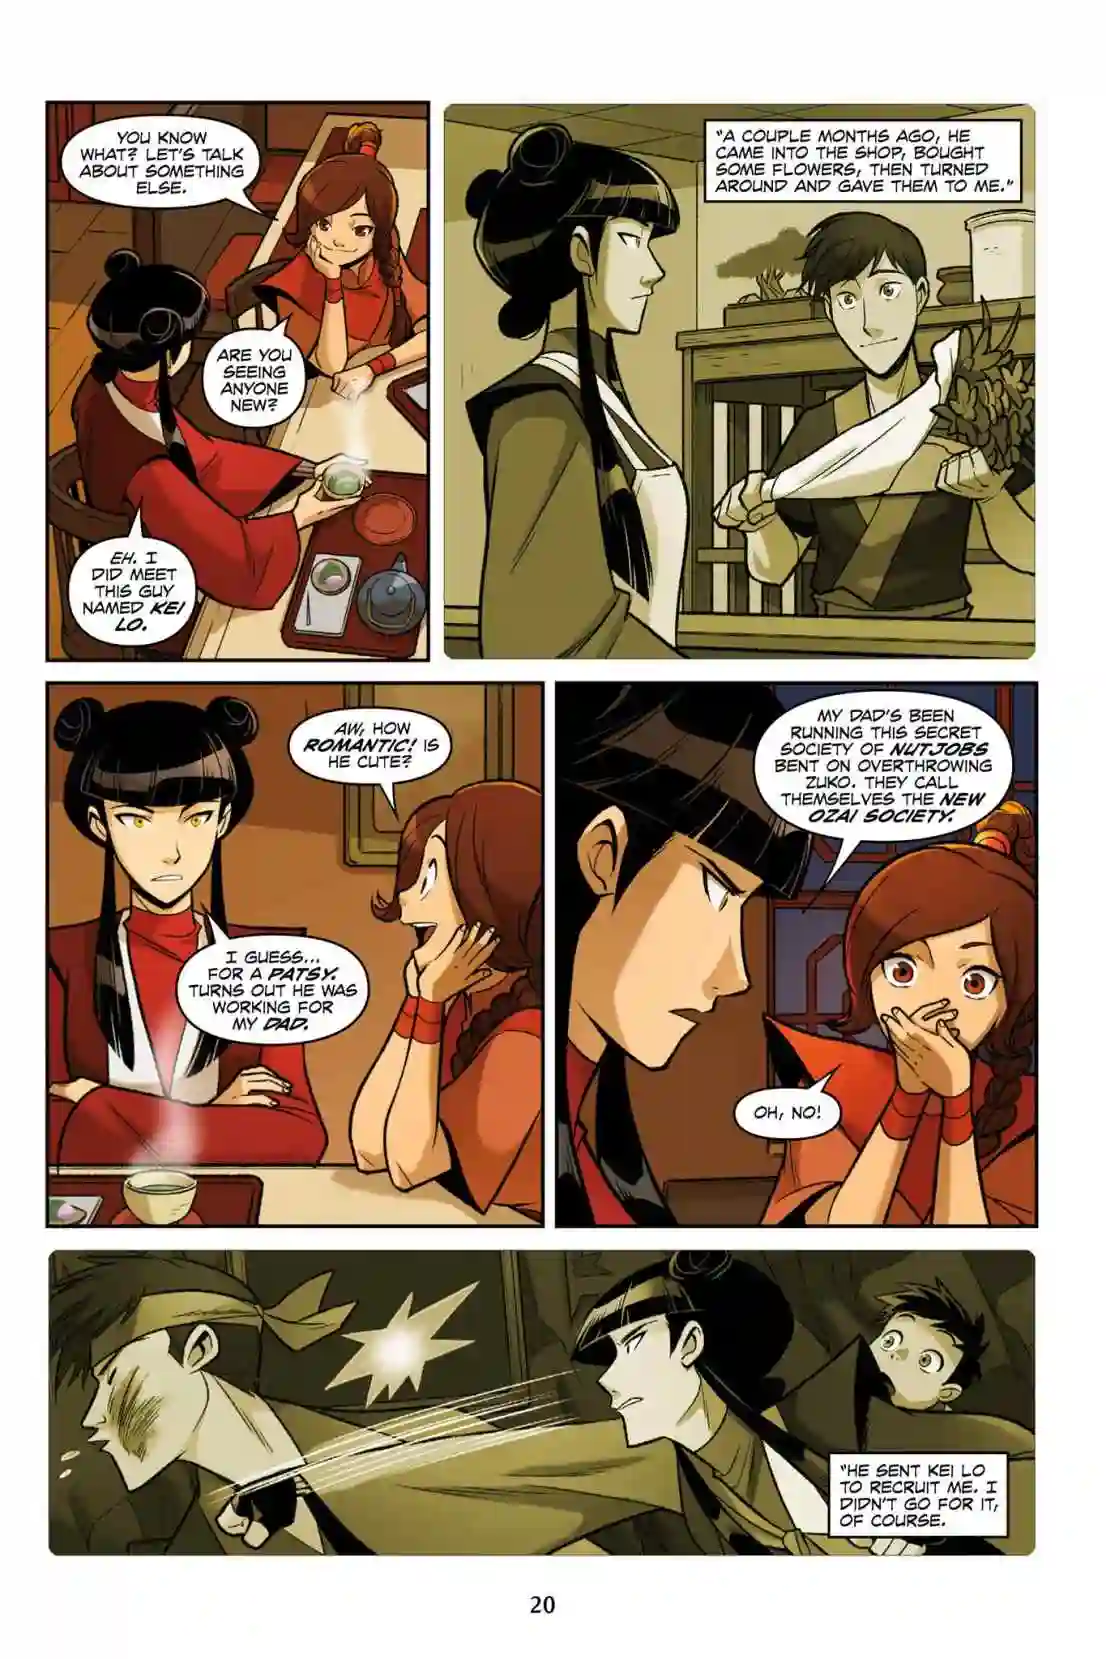 YOU KNOW
WHAT? LET'S TALK
ABOUT SOMETHING
ELSE.
ARE YOU
SEEING
ANYONE
NEW?
EH. I
DID MEET
THIS GUY
NAMED KEI
LO.
"A COUPLE MONTHS AGO, HE
CAME INTO THE SHOP, BOUGHT
SOME FLOWERS, THEN TURNED
AROUND AND GAVE THEM TO ME."
AW, HOW
ROMANTIC! IS
HE CUTE?
I GUESS...
FOR A PATSY.
TURNS OUT HE WAS
WORKING FOR
MY DAD.
MY DAD'S BEEN
RUNNING THIS SECRET
SOCIETY OF NUTJOBS
BENT ON OVERTHROWING
ZUKO. THEY CALL
THEMSELVES THE NEW
OZAI SOCIETY.
OH, NO!
"HE SENT KEI LO
TO RECRUIT ME. I
DIDN'T GO FOR IT,
OF COURSE.
20